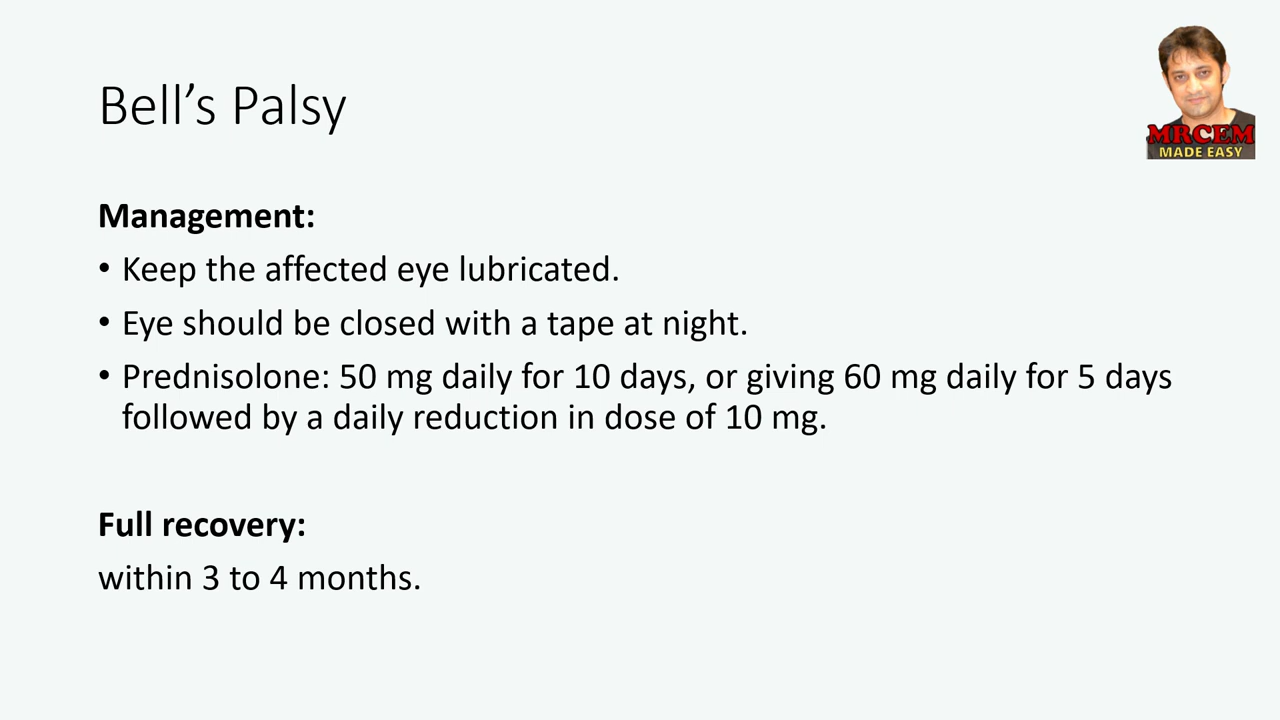 Bell’s Palsy
MRCEM
MADE EASY
Management:
• Keep the affected eye lubricated.
• Eye should be closed with a tape at night.
• Prednisolone: 50 mg daily for 10 days, or giving 60 mg daily for 5 days
followed by a daily reduction in dose of 10 mg.
Full recovery:
within 3 to 4 months.